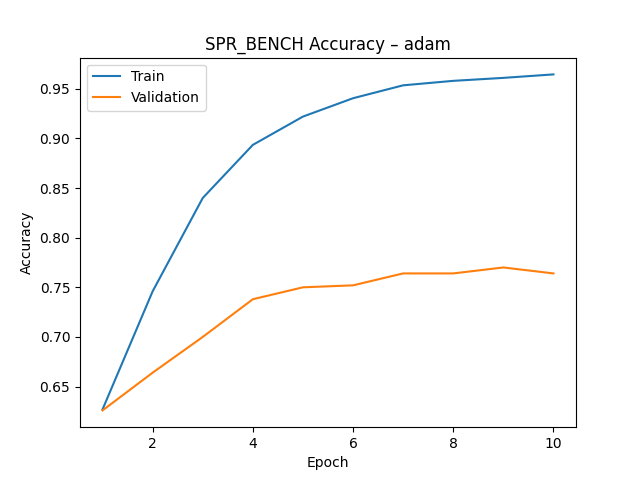 SPR_BENCH Accuracy – adam
Train
Validation
Accuracy
0.95
0.90
0.85
0.80
0.75
0.70
0.65
2 4 6 8 10
Epoch